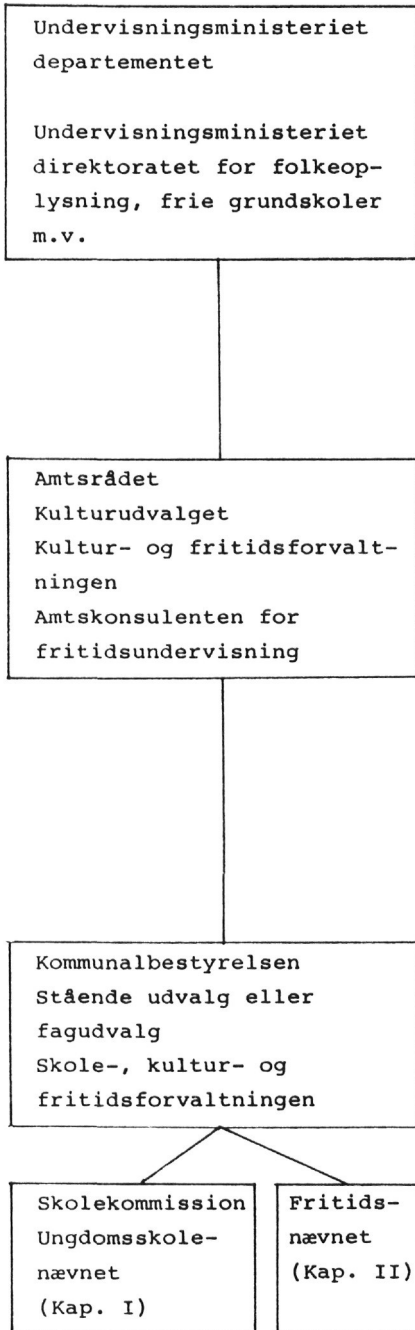 Undervisningsministeriet
departementet
Undervisningsministeriet
direktoratet for folkeop-
lysning, frie grundskoler
m.v.
Amtsrådet
Kulturudvalget
Kultur- og fritidsforvalt-
ningen
Amtskonsulenten for
fritidsundervisning
Kommunalbestyrelsen
Stående udvalg eller
fagudvalg
Skole-, kultur- og
fritidsforvaltningen
Skolekommission
Ungdomsskole-
nævnet
(Kap. I)
Fritids-
nævnet
(Kap. II)